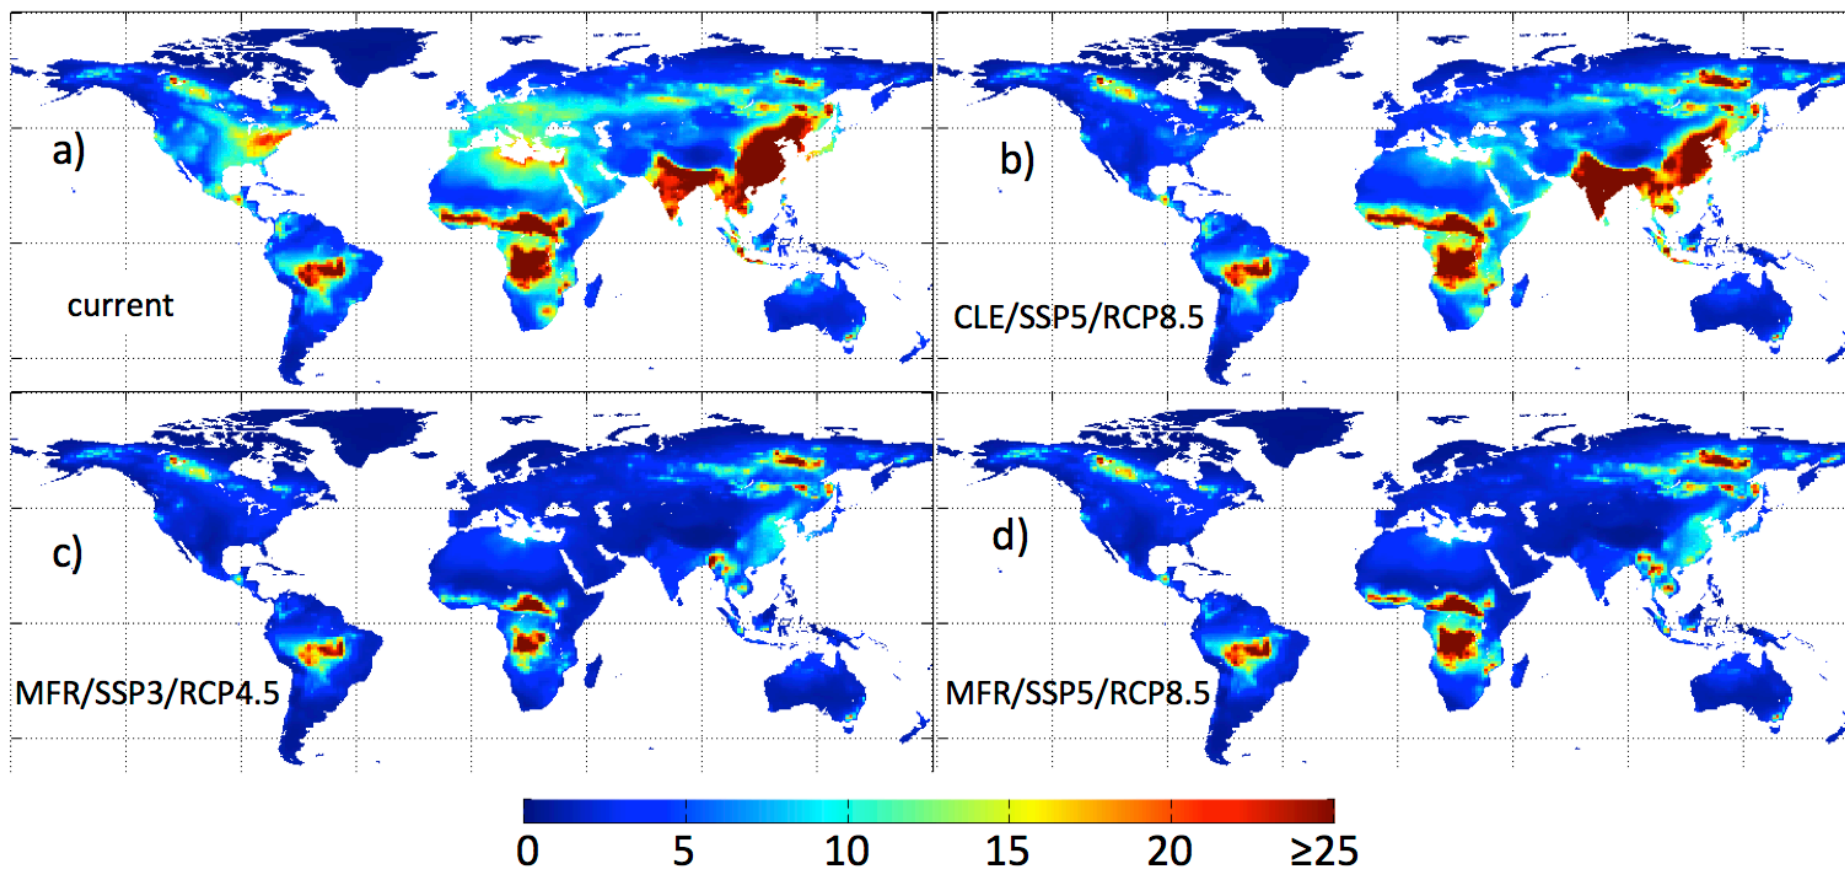 a)
current
b)
CLE/SSP5/RCP8.5
c)
MFR/SSP3/RCP4.5
d)
MFR/SSP5/RCP8.5
0 5 10 15 20 ≥25